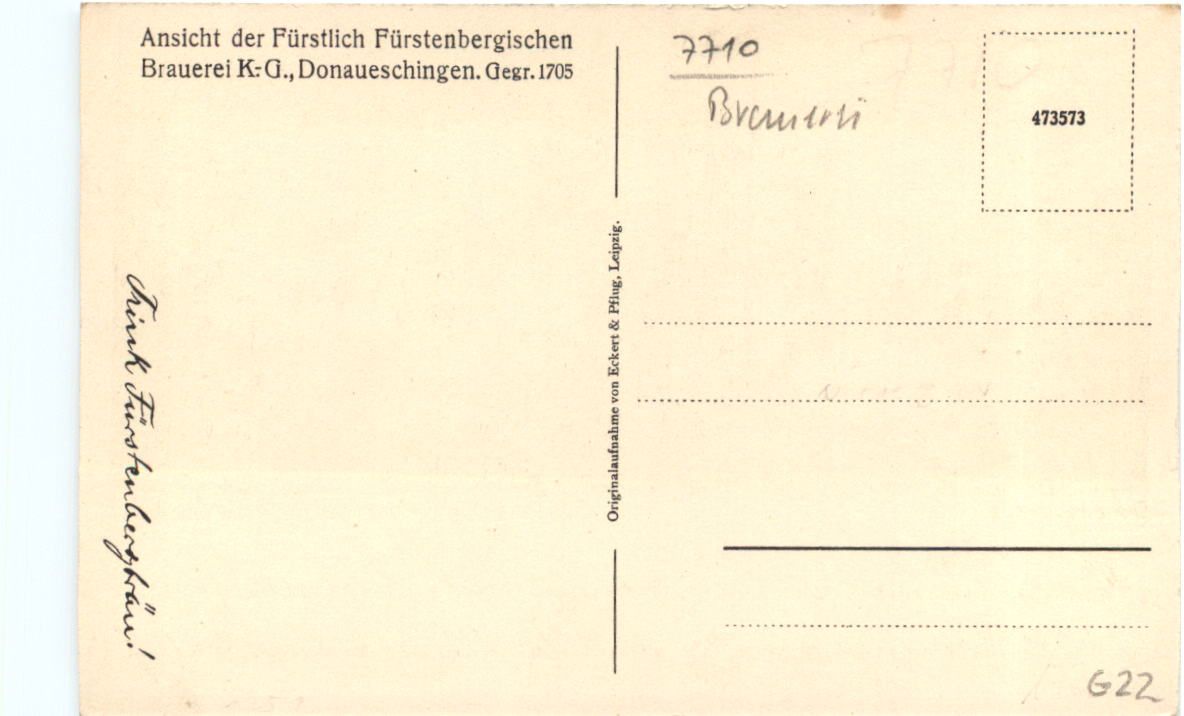 Ansicht der Fürstlich Fürstenbergischen
Brauerei K.-G., Donaueschingen. Gegr. 1705
Trink Fürstenbergbräu!
Originalaufnahme von Eckert & Pflug, Leipzig.
7710
Brauerei
473573
G22